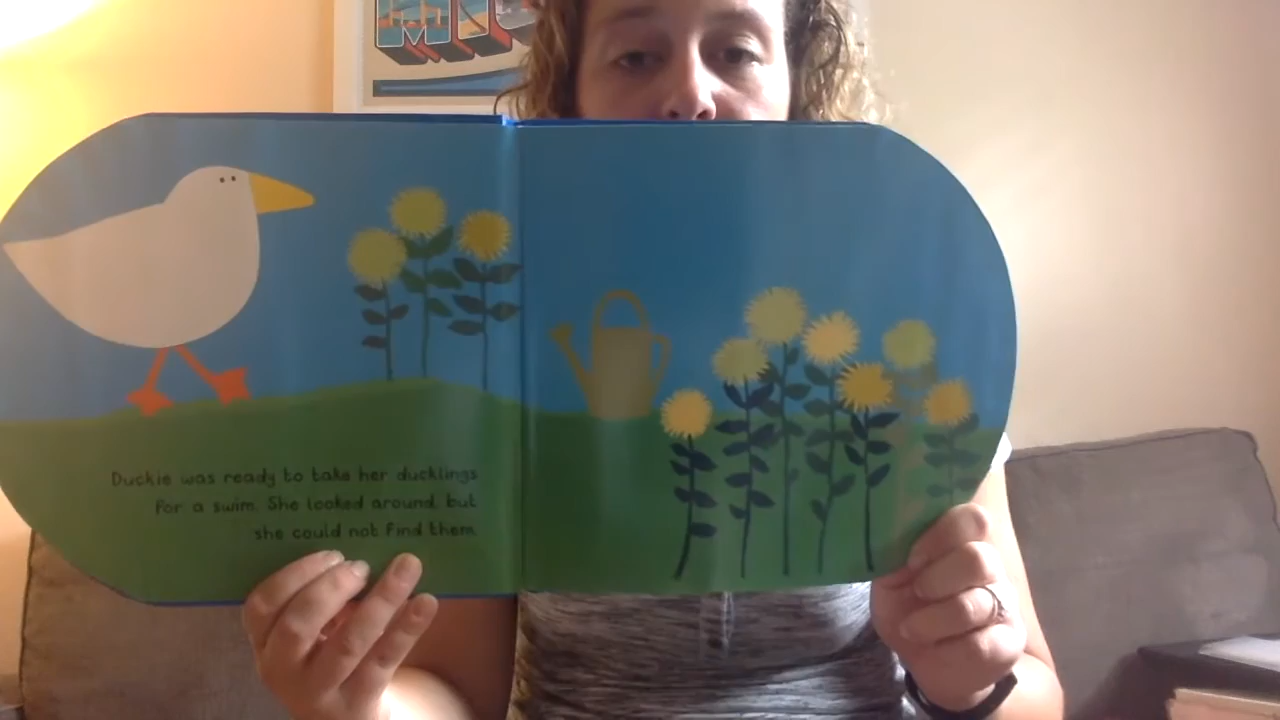 Duckie was ready to take her ducklings
for a swim. She looked around, but
she could not find them.